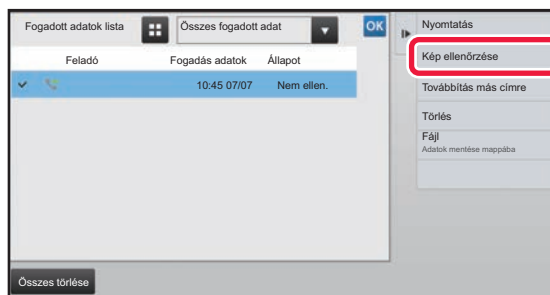 Fogadott adatok lista
Összes fogadott adat
OK
Feladó Fogadás adatok Állapot
10:45 07/07 Nem ellen.
Összes törlése
Nyomtatás
Kép ellenőrzése
Továbbítás más címre
Törlés
Fájl
Adatok mentése mappába